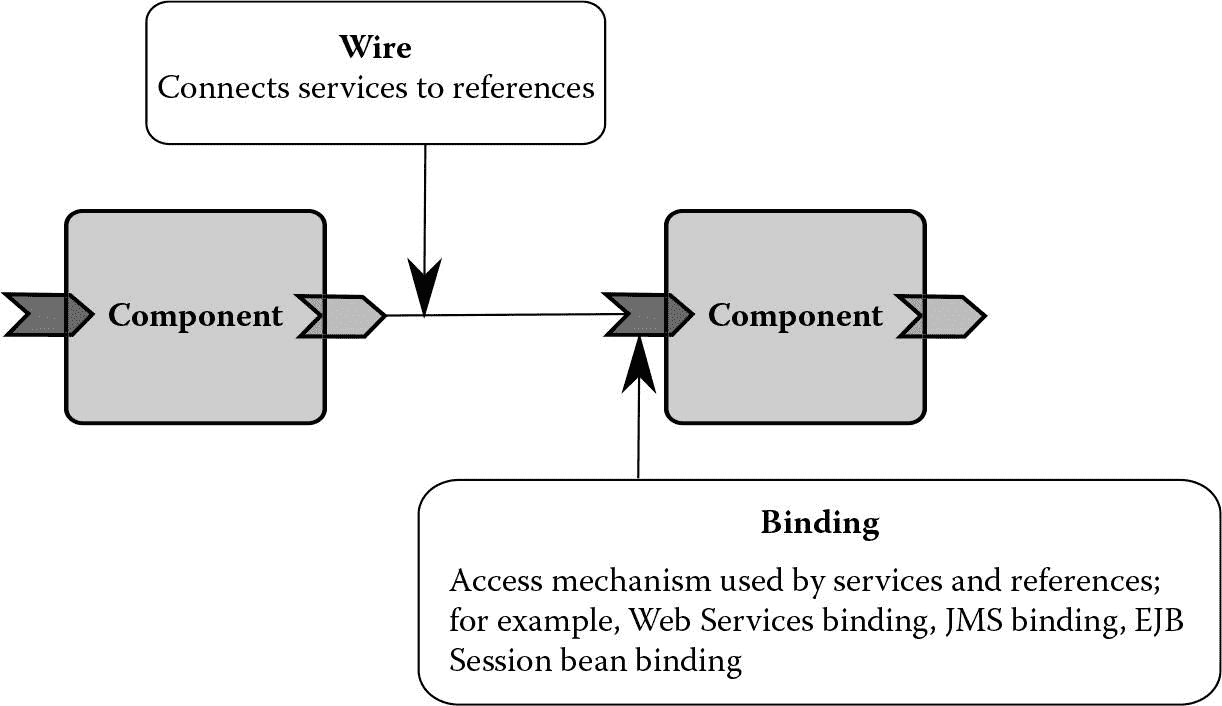 Wire
Connects services to references
Component
Component
Binding
Access mechanism used by services and references;
for example, Web Services binding, JMS binding, EJB
Session bean binding